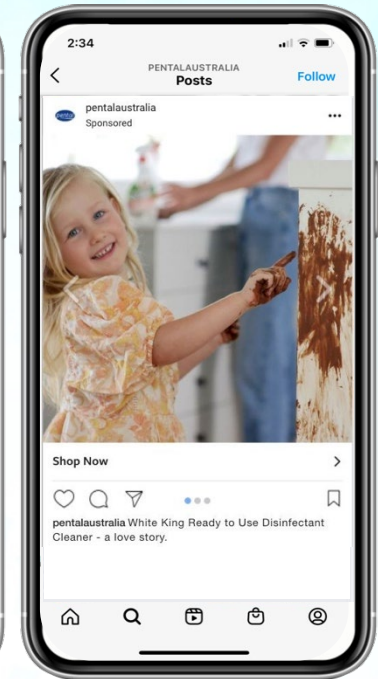 2:34
PENTALAUSTRALIA
Posts
Follow
pental
pentalaustralia
Sponsored
Shop Now
pentalaustralia White King Ready to Use Disinfectant
Cleaner - a love story.